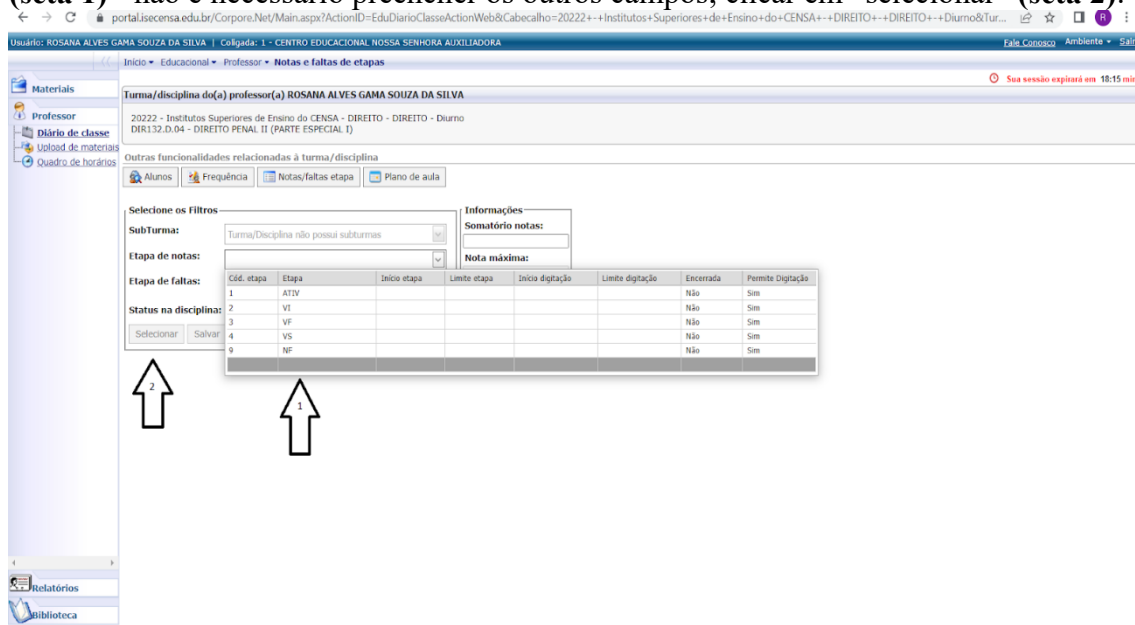 (seta 1) não é necessário preencher os outros campos, clicar em "selecionar" (seta 2).
portal.isecensa.edu.br/Corpore.Net/Main.aspx?ActionID=EduDiarioClasseActionWeb&Cabecalho=20222+-+Institutos+Superiores+de+Ensino+do+CENSA+-+DIREITO+-+DIREITO+-+Diurno&Tur... R
Usuário: ROSANA ALVES GAMA SOUZA DA SILVA | Coligada: 1 - CENTRO EDUCACIONAL NOSSA SENHORA AUXILIADORA Fale Conosco Ambiente Sair
Início Educacional Professor Notas e faltas de etapas
Sua sessão expirará em 18:15 min
Materiais
Professor
Diário de classe
Upload de materiais
Quadro de horários
Turma/disciplina do(a) professor(a) ROSANA ALVES GAMA SOUZA DA SILVA
20222 - Institutos Superiores de Ensino do CENSA - DIREITO - DIREITO - Diurno
DIR132.D.04 - DIREITO PENAL II (PARTE ESPECIAL I)
Outras funcionalidades relacionadas à turma/disciplina
Alunos Frequência Notas/faltas etapa Plano de aula
Selecione os Filtros
SubTurma: Turma/Disciplina não possui subturmas
Etapa de notas:
Etapa de faltas:
Status na disciplina:
Selecionar Salvar
Informações
Somatório notas:
Nota máxima:
Cód. etapa Etapa Início etapa Limite etapa Início digitação Limite digitação Encerrada Permite Digitação
1 ATIV Não Sim
2 VI Não Sim
3 VF Não Sim
4 VS Não Sim
9 NF Não Sim
2
1
Relatórios
Biblioteca